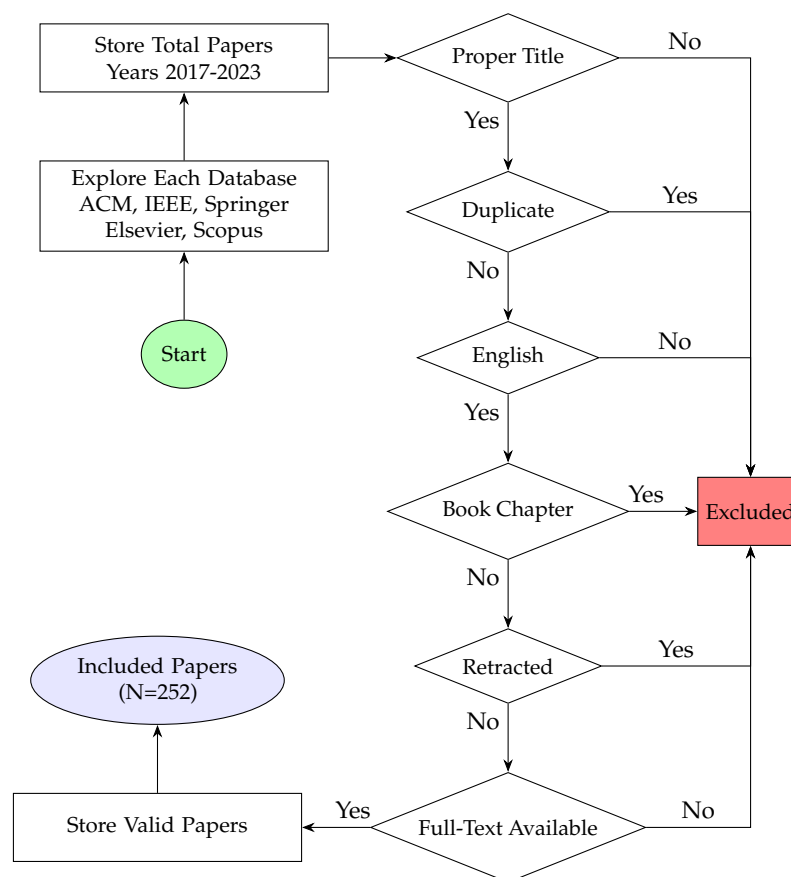 Store Total Papers
Years 2017-2023
Proper Title
No
Yes
Explore Each Database
ACM, IEEE, Springer
Elsevier, Scopus
Duplicate
Yes
No
Start
English
No
Yes
Book Chapter
Yes
Excluded
No
Included Papers
(N=252)
Retracted
Yes
No
Store Valid Papers
Yes
Full-Text Available
No